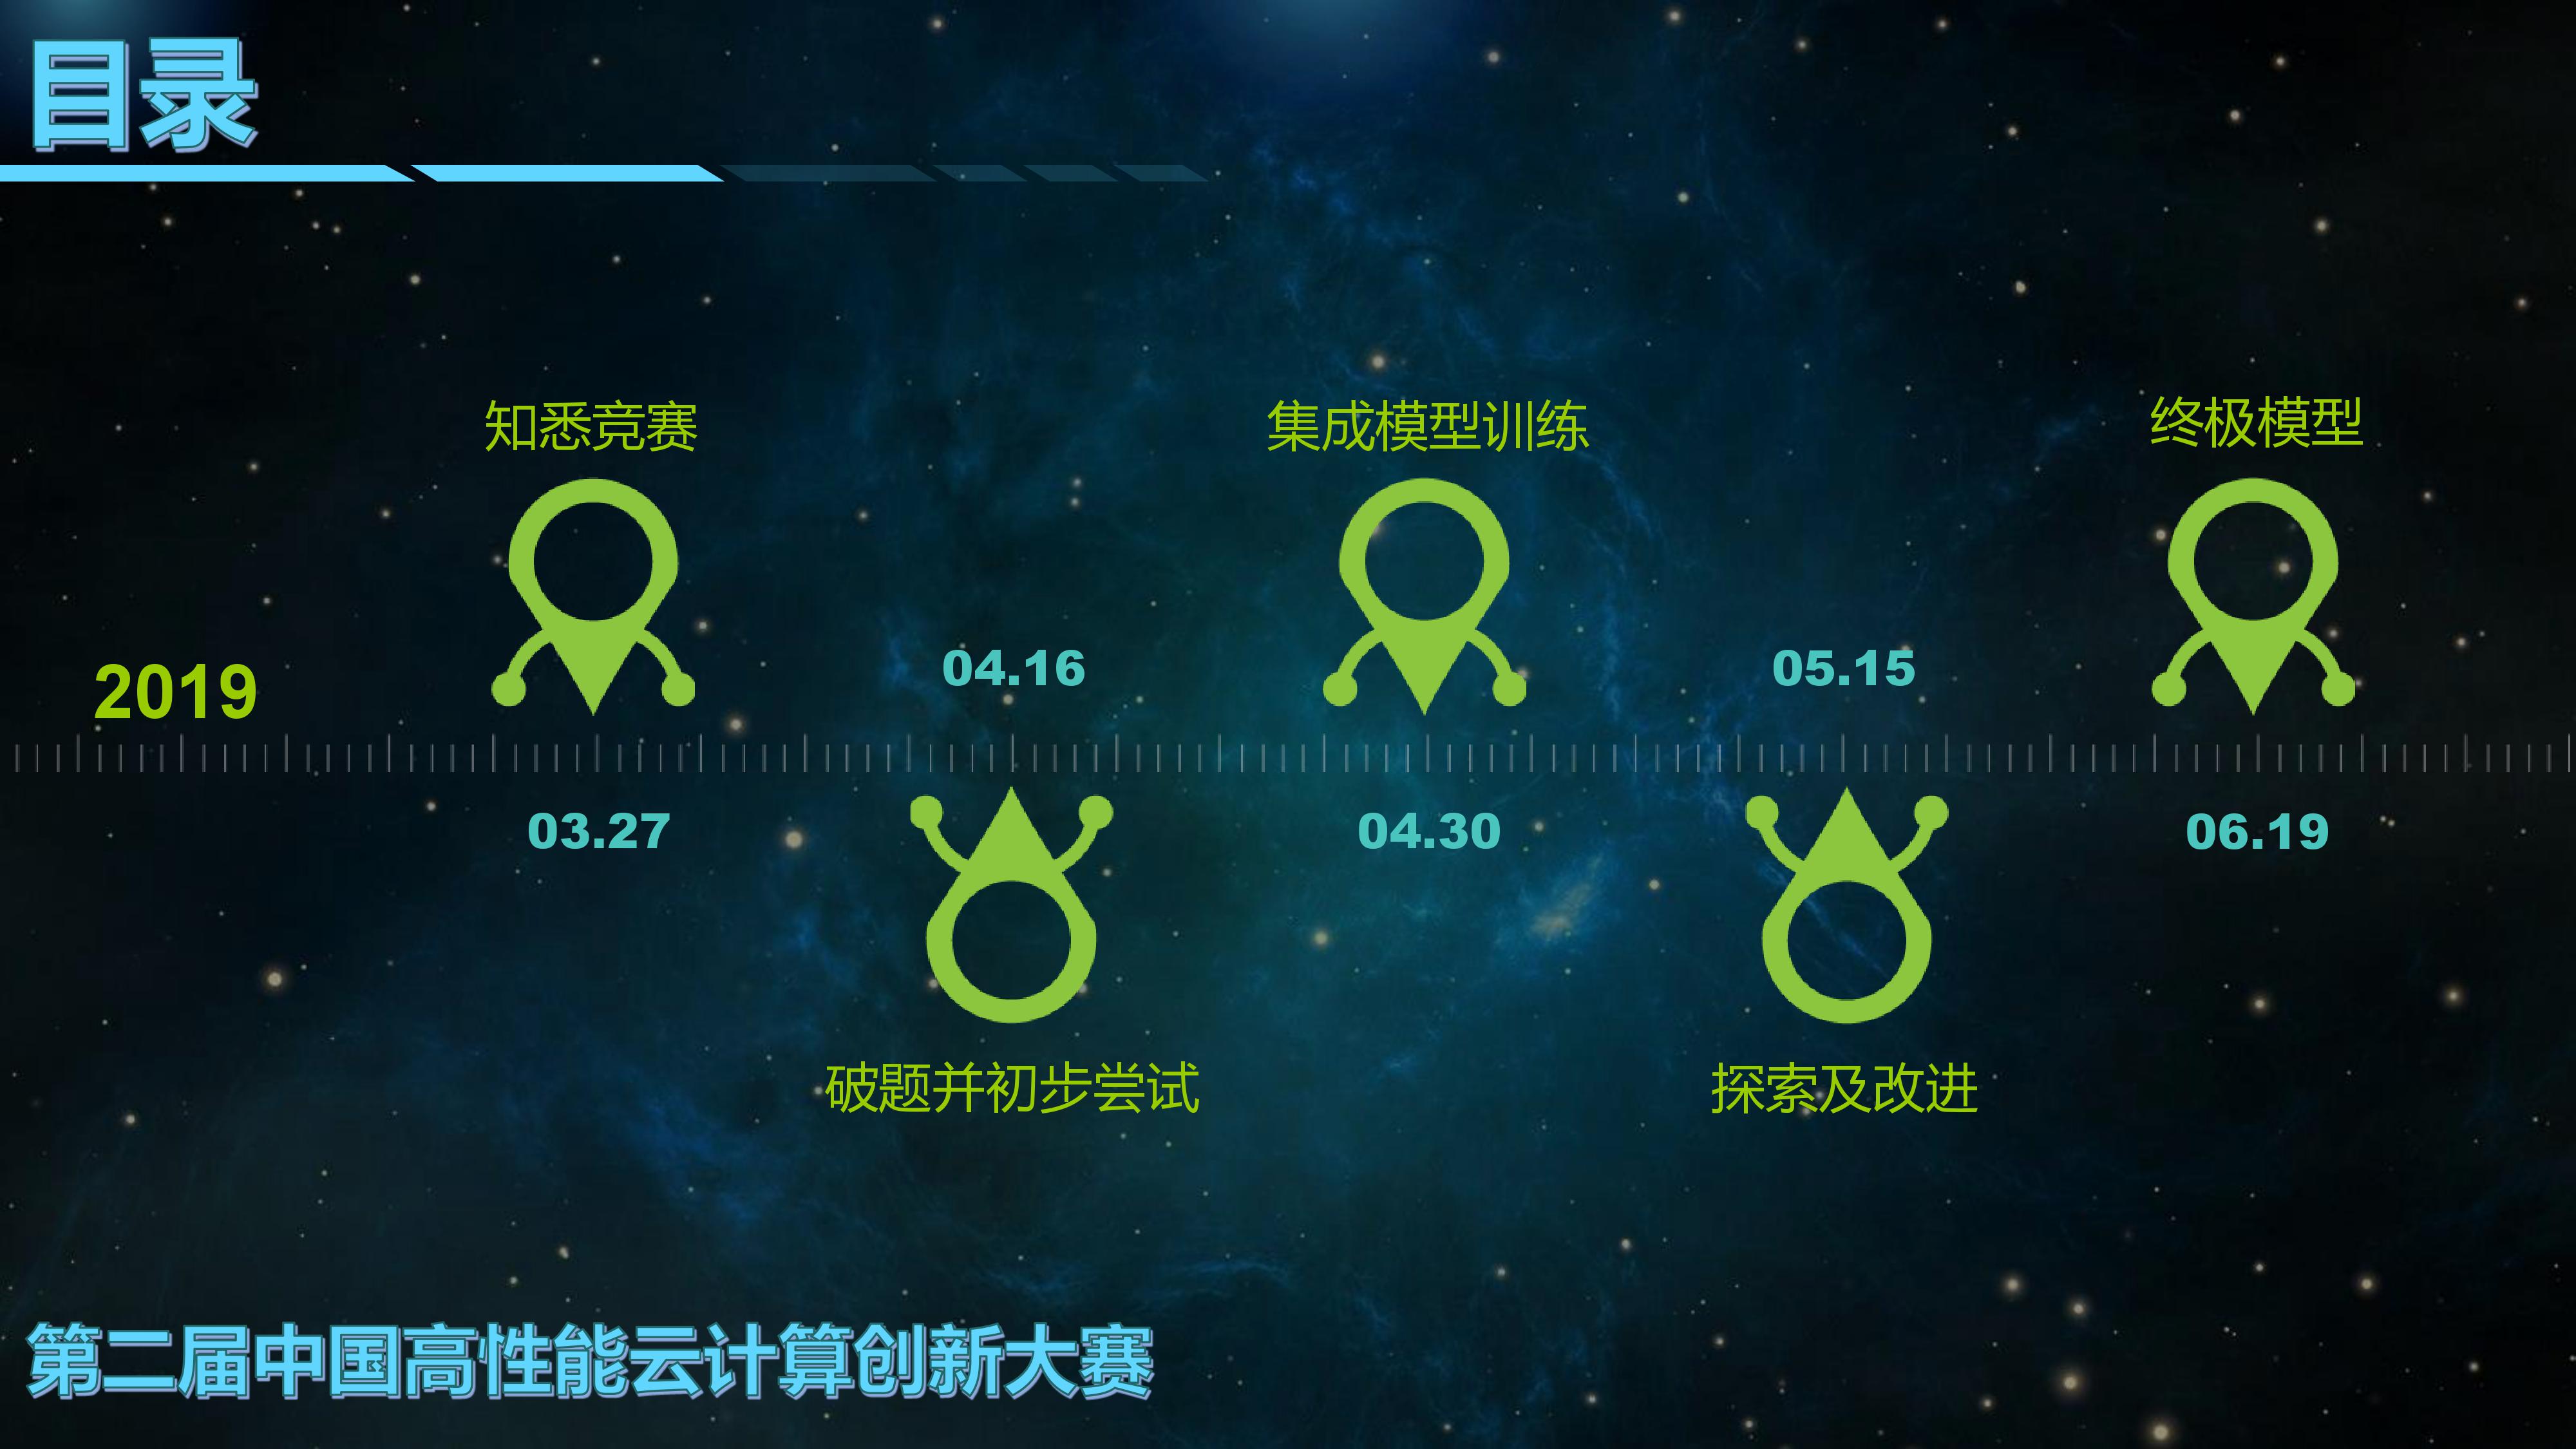 目录
知悉竞赛
集成模型训练
终极模型
2019
04.16
05.15
03.27
04.30
06.19
破题并初步尝试
探索及改进
第二届中国高性能云计算创新大赛